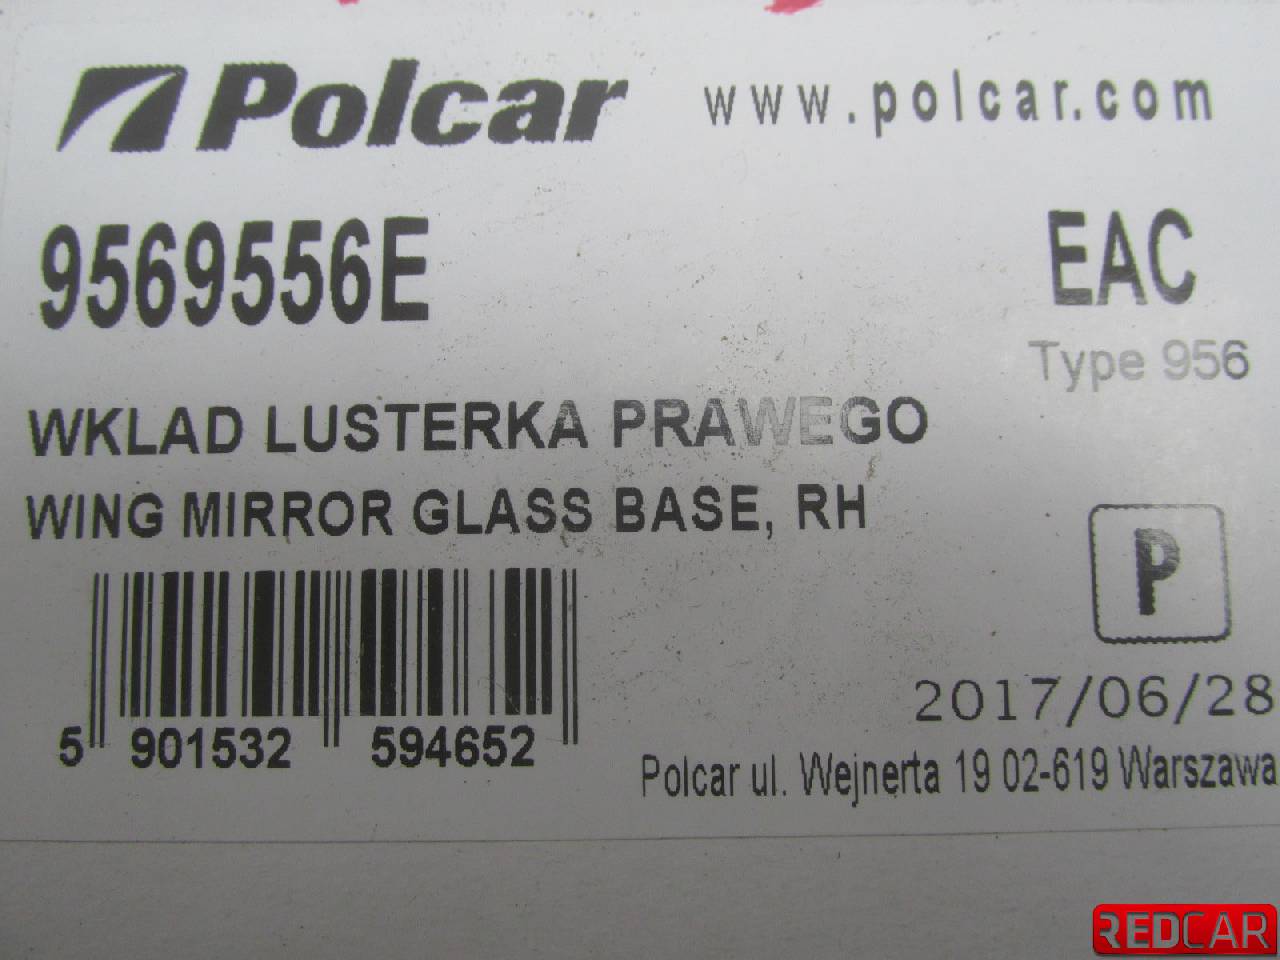 Polcar www.polcar.com
9569556E
EAC
Type 956
WKLAD LUSTERKA PRAWEGO
WING MIRROR GLASS BASE, RH
P
5 901532 594652
2017/06/28
Polcar ul. Wejnerta 19 02-619 Warszawa
REDCAR